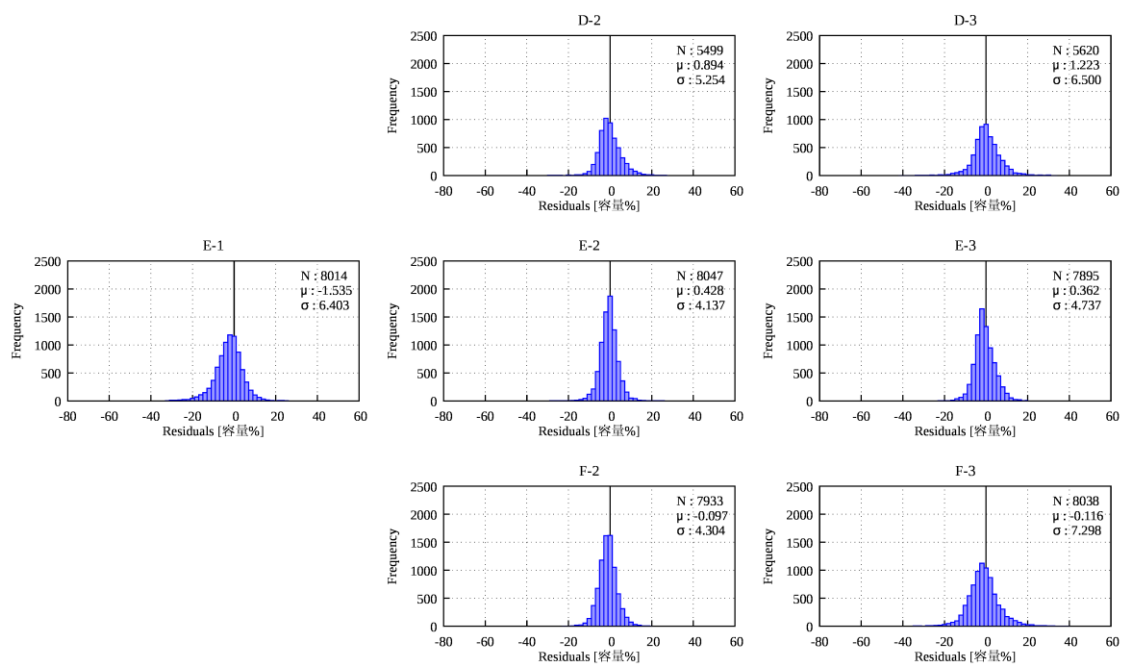 D-2
2500
2000
1500
1000
500
0
Frequency
N : 5499
μ : 0.894
σ : 5.254
-80 -60 -40 -20 0 20 40 60
Residuals [容量%]
D-3
2500
2000
1500
1000
500
0
Frequency
N : 5620
μ : 1.223
σ : 6.500
-80 -60 -40 -20 0 20 40 60
Residuals [容量%]
E-1
2500
2000
1500
1000
500
0
Frequency
N : 8014
μ : -1.535
σ : 6.403
-80 -60 -40 -20 0 20 40 60
Residuals [容量%]
E-2
2500
2000
1500
1000
500
0
Frequency
N : 8047
μ : 0.428
σ : 4.137
-80 -60 -40 -20 0 20 40 60
Residuals [容量%]
E-3
2500
2000
1500
1000
500
0
Frequency
N : 7895
μ : 0.362
σ : 4.737
-80 -60 -40 -20 0 20 40 60
Residuals [容量%]
F-2
2500
2000
1500
1000
500
0
Frequency
N : 7933
μ : -0.097
σ : 4.304
-80 -60 -40 -20 0 20 40 60
Residuals [容量%]
F-3
2500
2000
1500
1000
500
0
Frequency
N : 8038
μ : -0.116
σ : 7.298
-80 -60 -40 -20 0 20 40 60
Residuals [容量%]